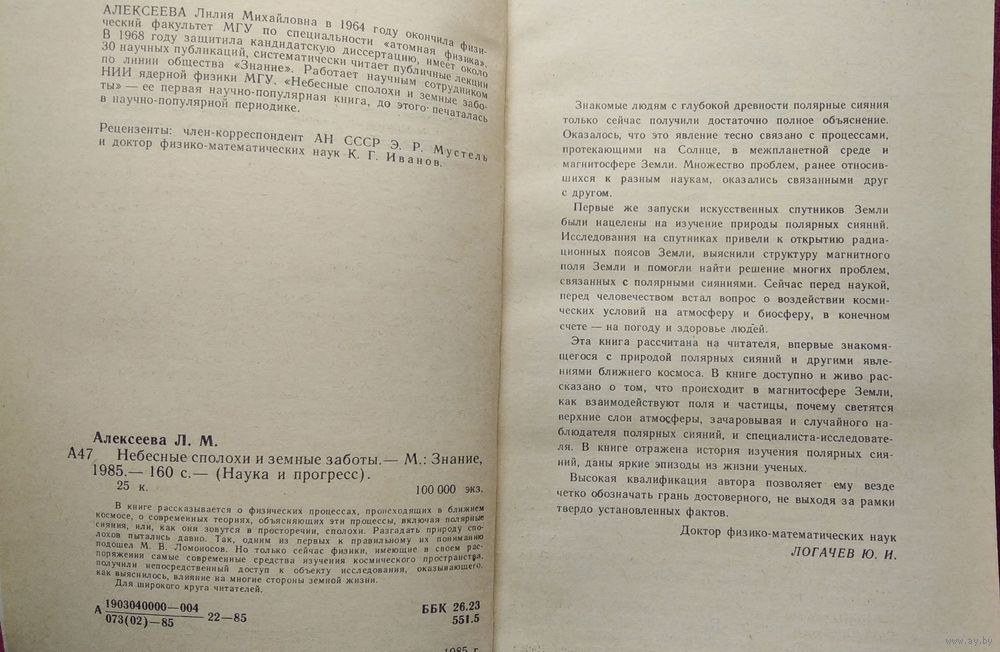 АЛЕКСЕЕВА Лилия Михайловна в 1964 году окончила физи-
ческий факультет МГУ по специальности «атомная физика».
В 1968 году защитила кандидатскую диссертацию, имеет около
30 научных публикаций, систематически читает публичные лекции
по линии общества «Знание». Работает научным сотрудником
НИИ ядерной физики МГУ. «Небесные сполохи и земные забо-
ты» — ее первая научно-популярная книга, до этого печаталась
в научно-популярной периодике.
Рецензенты: член-корреспондент АН СССР Э. Р. Мустель
и доктор физико-математических наук К. Г. Иванов.
Алексеева Л. М.
А47 Небесные сполохи и земные заботы.— М.: Знание,
1985.— 160 с.— (Наука и прогресс).
25 к. 100 000 экз.
В книге рассказывается о физических процессах, происходящих в ближнем
космосе, о современных теориях, объясняющих эти процессы, включая полярные
сияния, или, как они зовутся в просторечии, сполохи. Разгадать природу спо-
лохов пытались давно. Так, одним из первых к правильному их пониманию
подошел М. В. Ломоносов. Но только сейчас физики, имеющие в своем рас-
поряжении самые современные средства изучения космического пространства,
получили непосредственный доступ к объекту исследования, оказывающего,
как выяснилось, влияние на многие стороны земной жизни.
Для широкого круга читателей.
А 1903040000—004
073(02)—85 22—85
ББК 26.23
551.5
1985 г.
Знакомые людям с глубокой древности полярные сияния
только сейчас получили достаточно полное объяснение.
Оказалось, что это явление тесно связано с процессами,
протекающими на Солнце, в межпланетной среде и
магнитосфере Земли. Множество проблем, ранее относив-
шихся к разным наукам, оказались связанными друг
с другом.
Первые же запуски искусственных спутников Земли
были нацелены на изучение природы полярных сияний.
Исследования на спутниках привели к открытию радиа-
ционных поясов Земли, выяснили структуру магнитного
поля Земли и помогли найти решение многих проблем,
связанных с полярными сияниями. Сейчас перед наукой,
перед человечеством встал вопрос о воздействии косми-
ческих условий на атмосферу и биосферу, в конечном
счете — на погоду и здоровье людей.
Эта книга рассчитана на читателя, впервые знакомя-
щегося с природой полярных сияний и другими явле-
ниями ближнего космоса. В книге доступно и живо рас-
сказано о том, что происходит в магнитосфере Земли,
как взаимодействуют поля и частицы, почему светятся
верхние слои атмосферы, зачаровывая и случайного на-
блюдателя полярных сияний, и специалиста-исследовате-
ля. В книге отражена история изучения полярных сия-
ний, даны яркие эпизоды из жизни ученых.
Высокая квалификация автора позволяет ему везде
четко обозначать грань достоверного, не выходя за рамки
твердо установленных фактов.
Доктор физико-математических наук
ЛОГАЧЕВ Ю. И.
www.ay.by